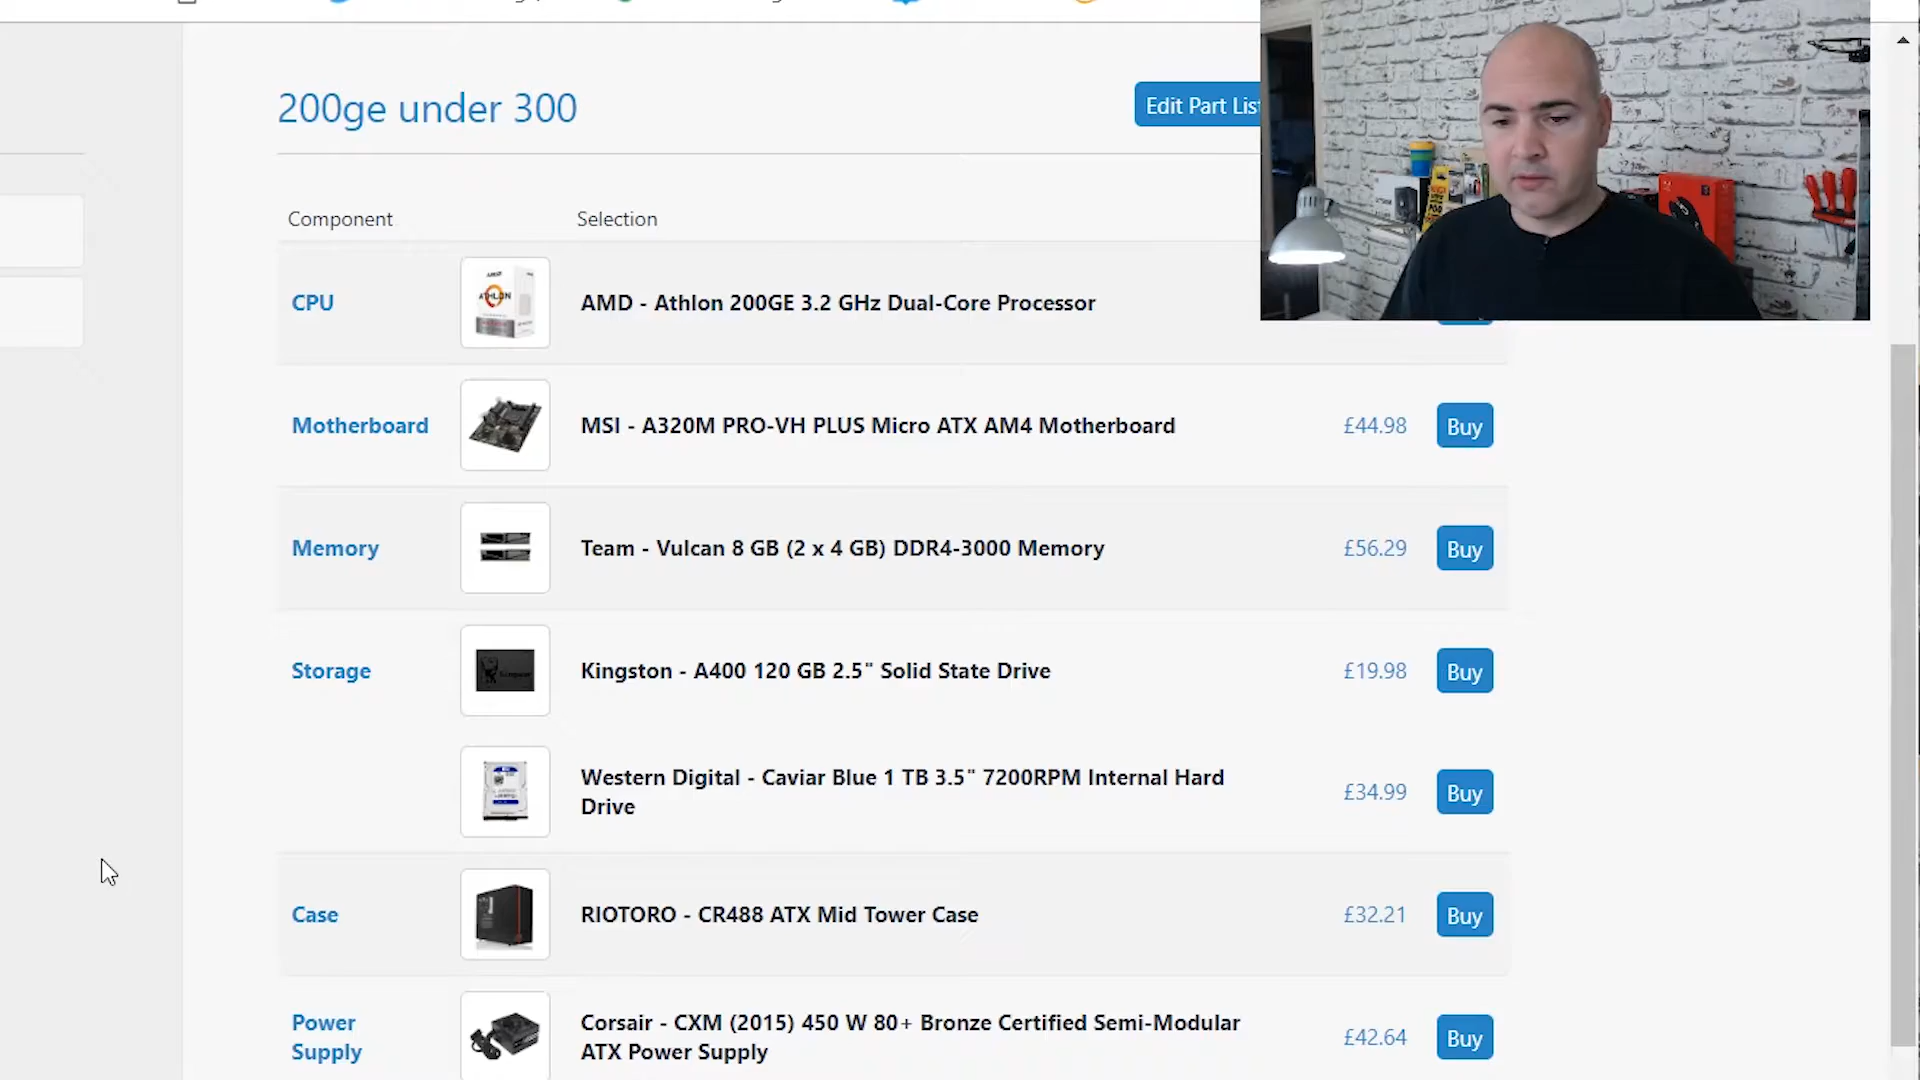 200ge under 300
Edit Part List
Component
Selection
CPU
ATHLON
AMD - Athlon 200GE 3.2 GHz Dual-Core Processor
Motherboard
MSI - A320M PRO-VH PLUS Micro ATX AM4 Motherboard
£44.98
Buy
Memory
Team - Vulcan 8 GB (2 x 4 GB) DDR4-3000 Memory
£56.29
Buy
Storage
Kingston - A400 120 GB 2.5" Solid State Drive
£19.98
Buy
Western Digital - Caviar Blue 1 TB 3.5" 7200RPM Internal Hard
Drive
£34.99
Buy
Case
RIOTORO - CR488 ATX Mid Tower Case
£32.21
Buy
Power
Supply
Corsair - CXM (2015) 450 W 80+ Bronze Certified Semi-Modular
ATX Power Supply
£42.64
Buy